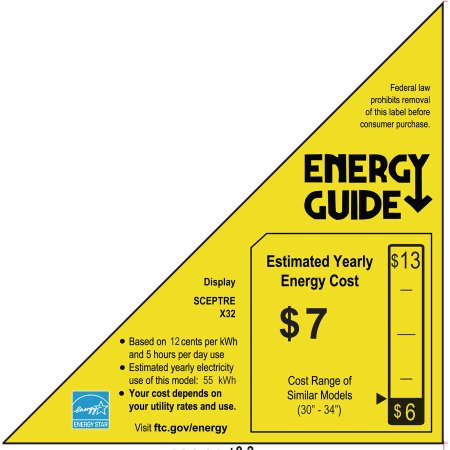 Federal law
prohibits removal
of this label before
consumer purchase.
ENERGY
GUIDE
Display
SCEPTRE
X32
• Based on 12 cents per kWh
and 5 hours per day use
• Estimated yearly electricity
use of this model: 55 kWh
• Your cost depends on
your utility rates and use.
Visit ftc.gov/energy
energy
ENERGY STAR
Estimated Yearly
Energy Cost
$7
Cost Range of
Similar Models
(30" - 34")
$13
$6